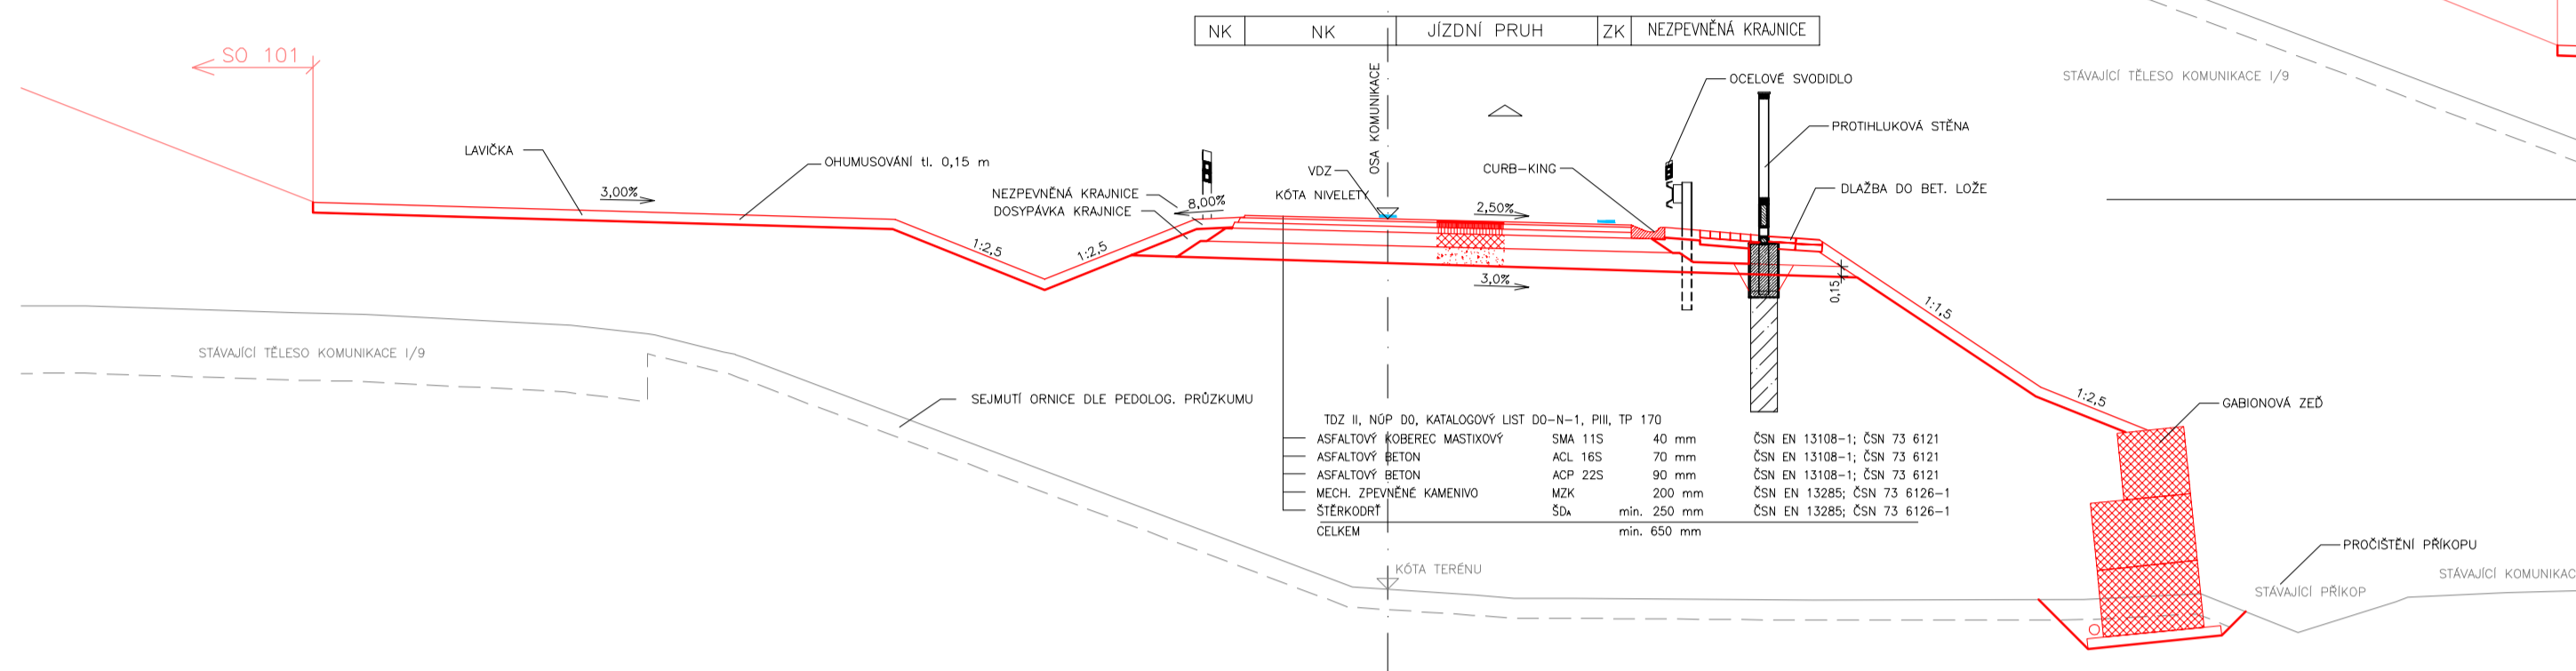 NK NK JÍZDNÍ PRUH ZK NEZPEVNĚNÁ KRAJNICE
SO 101
OSA KOMUNIKACE
STÁVAJÍCÍ TĚLESO KOMUNIKACE I/9
OCELOVÉ SVODIDLO
PROTIHLUKOVÁ STĚNA
LAVIČKA
OHUMUSOVÁNÍ tl. 0,15 m
VDZ
CURB-KING
3,00%
NEZPEVNĚNÁ KRAJNICE
KÓTA NIVELETY
DLAŽBA DO BET. LOŽE
DOSYPÁVKA KRAJNICE
8,00%
2,50%
1:2,5
1:2,5
3,0%
0,15
1:1,5
STÁVAJÍCÍ TĚLESO KOMUNIKACE I/9
SEJMUTÍ ORNICE DLE PEDOLOG. PRŮZKUMU
1:2,5
GABIONOVÁ ZEĎ
TDZ II, NÚP D0, KATALOGOVÝ LIST D0-N-1, PIII, TP 170
ASFALTOVÝ KOBEREC MASTIXOVÝ SMA 11S 40 mm ČSN EN 13108-1; ČSN 73 6121
ASFALTOVÝ BETON ACL 16S 70 mm ČSN EN 13108-1; ČSN 73 6121
ASFALTOVÝ BETON ACP 22S 90 mm ČSN EN 13108-1; ČSN 73 6121
MECH. ZPEVNĚNÉ KAMENIVO MZK 200 mm ČSN EN 13285; ČSN 73 6126-1
ŠTĚRKODRŤ ŠDA min. 250 mm ČSN EN 13285; ČSN 73 6126-1
CELKEM min. 650 mm
KÓTA TERÉNU
PROČIŠTĚNÍ PŘÍKOPU
STÁVAJÍCÍ PŘÍKOP
STÁVAJÍCÍ KOMUNIKAC